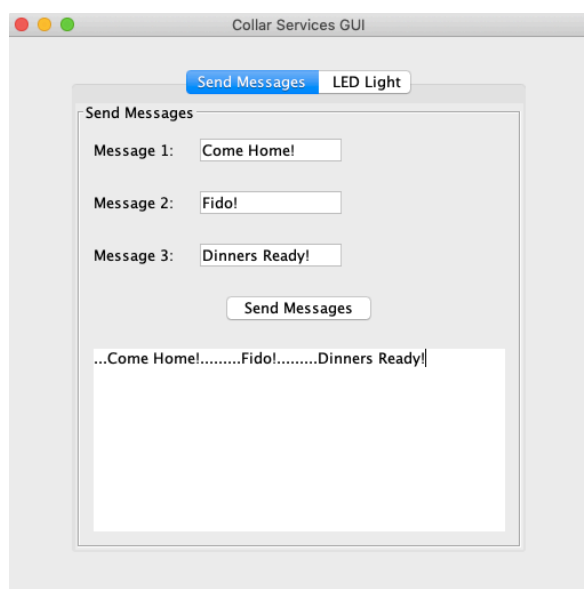 Collar Services GUI
Send Messages LED Light
Send Messages
Message 1: Come Home!
Message 2: Fido!
Message 3: Dinners Ready!
Send Messages
...Come Home!.........Fido!.........Dinners Ready!